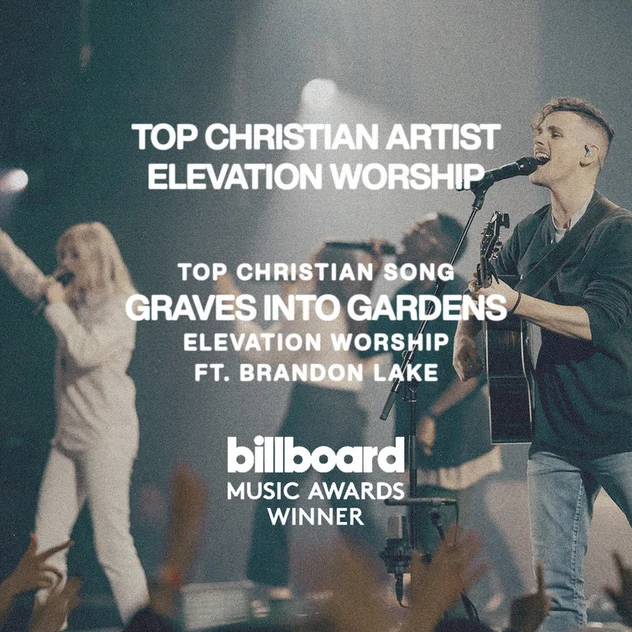 TOP CHRISTIAN ARTIST
ELEVATION WORSHIP
TOP CHRISTIAN SONG
GRAVES INTO GARDENS
ELEVATION WORSHIP
FT. BRANDON LAKE
billboard
MUSIC AWARDS
WINNER